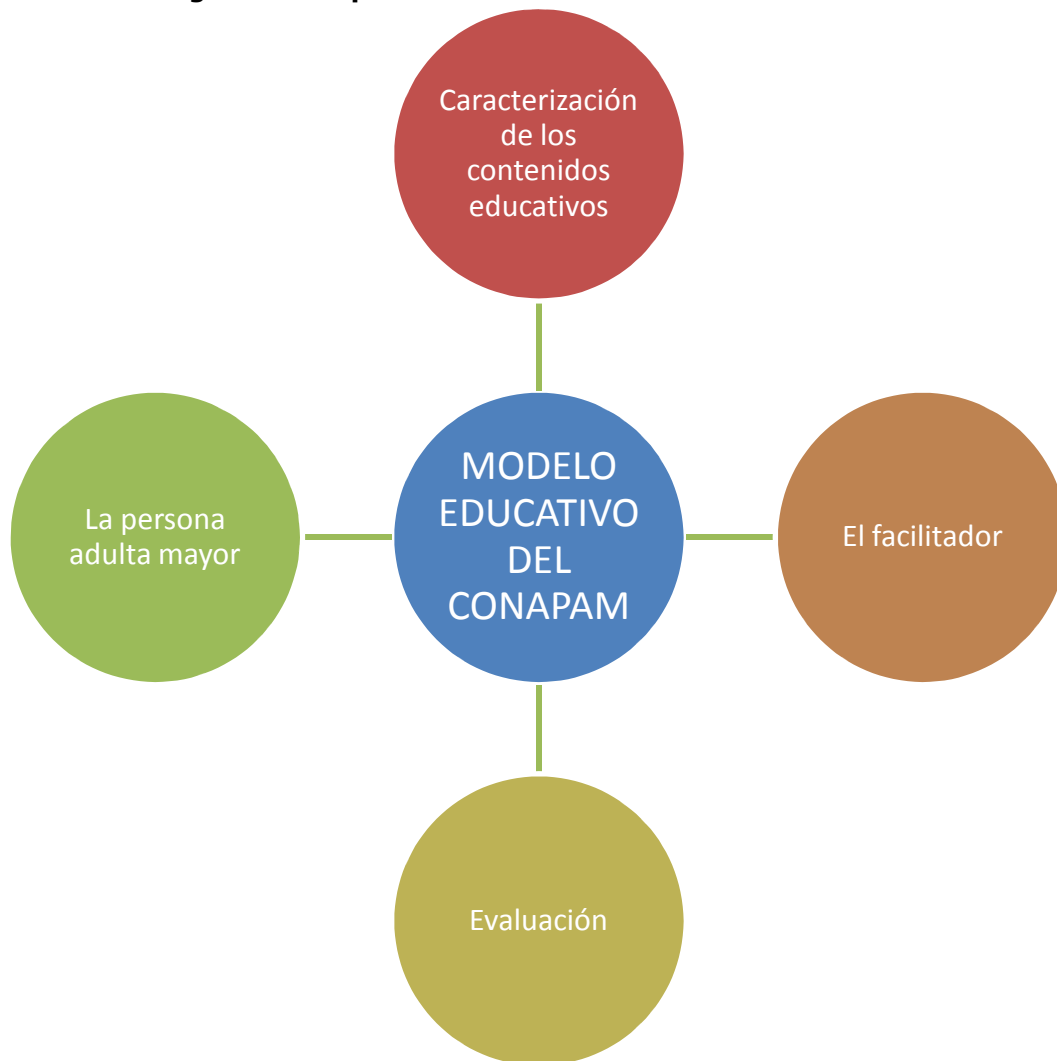 Caracterización
de los
contenidos
educativos
La persona
adulta mayor
MODELO
EDUCATIVO
DEL
CONAPAM
El facilitador
Evaluación